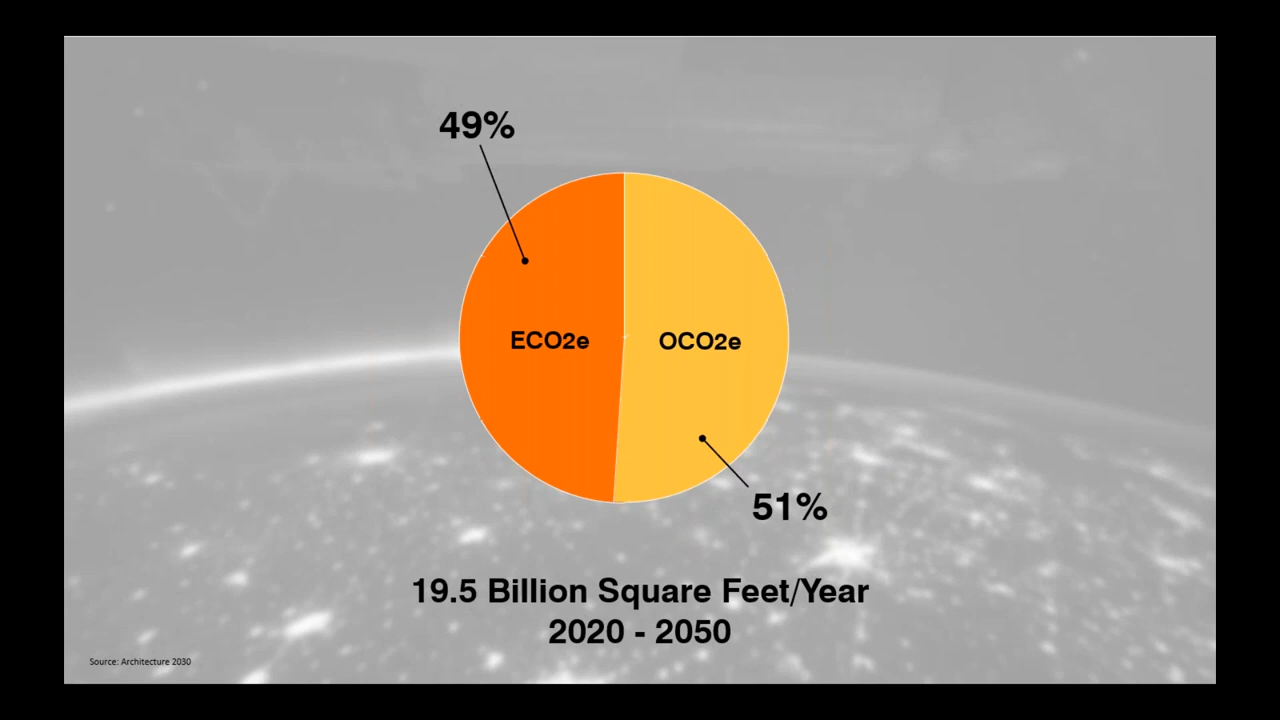 49%
ECO2e
OCO2e
51%
19.5 Billion Square Feet/Year
2020 - 2050
Source: Architecture 2030